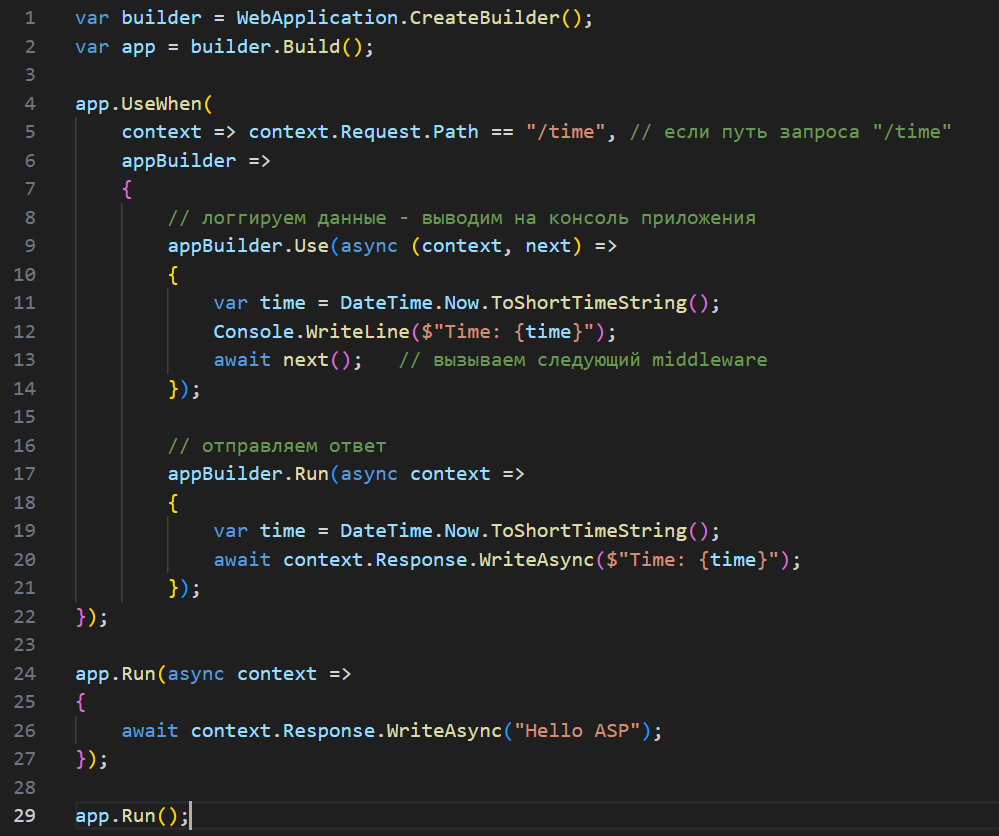 1 var builder = WebApplication.CreateBuilder();
2 var app = builder.Build();
3
4 app.UseWhen(
5     context => context.Request.Path == "/time", // если путь запроса "/time"
6     appBuilder =>
7     {
8         // логгируем данные - выводим на консоль приложения
9         appBuilder.Use(async (context, next) =>
10         {
11             var time = DateTime.Now.ToShortTimeString();
12             Console.WriteLine($"Time: {time}");
13             await next();   // вызываем следующий middleware
14         });
15
16         // отправляем ответ
17         appBuilder.Run(async context =>
18         {
19             var time = DateTime.Now.ToShortTimeString();
20             await context.Response.WriteAsync($"Time: {time}");
21         });
22 });
23
24 app.Run(async context =>
25 {
26     await context.Response.WriteAsync("Hello ASP");
27 });
28
29 app.Run();